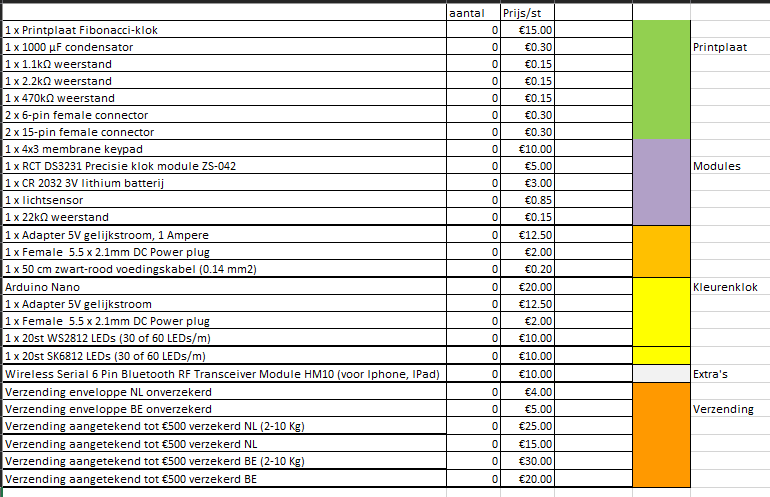 aantal Prijs/st
1 x Printplaat Fibonacci-klok 0 €15.00
1 x 1000 µF condensator 0 €0.30 Printplaat
1 x 1.1kΩ weerstand 0 €0.15
1 x 2.2kΩ weerstand 0 €0.15
1 x 470kΩ weerstand 0 €0.15
2 x 6-pin female connector 0 €0.30
2 x 15-pin female connector 0 €0.30
1 x 4x3 membrane keypad 0 €10.00
1 x RCT DS3231 Precisie klok module ZS-042 0 €5.00 Modules
1 x CR 2032 3V lithium batterij 0 €3.00
1 x lichtsensor 0 €0.85
1 x 22kΩ weerstand 0 €0.15
1 x Adapter 5V gelijkstroom, 1 Ampere 0 €12.50
1 x Female 5.5 x 2.1mm DC Power plug 0 €2.00
1 x 50 cm zwart-rood voedingskabel (0.14 mm2) 0 €0.20
Arduino Nano 0 €20.00 Kleurenklok
1 x Adapter 5V gelijkstroom 0 €12.50
1 x Female 5.5 x 2.1mm DC Power plug 0 €2.00
1 x 20st WS2812 LEDs (30 of 60 LEDs/m) 0 €10.00
1 x 20st SK6812 LEDs (30 of 60 LEDs/m) 0 €10.00
Wireless Serial 6 Pin Bluetooth RF Transceiver Module HM10 (voor Iphone, IPad) 0 €10.00 Extra's
Verzending enveloppe NL onverzekerd 0 €4.00
Verzending enveloppe BE onverzekerd 0 €5.00 Verzending
Verzending aangetekend tot €500 verzekerd NL (2-10 Kg) 0 €25.00
Verzending aangetekend tot €500 verzekerd NL 0 €15.00
Verzending aangetekend tot €500 verzekerd BE (2-10 Kg) 0 €30.00
Verzending aangetekend tot €500 verzekerd BE 0 €20.00